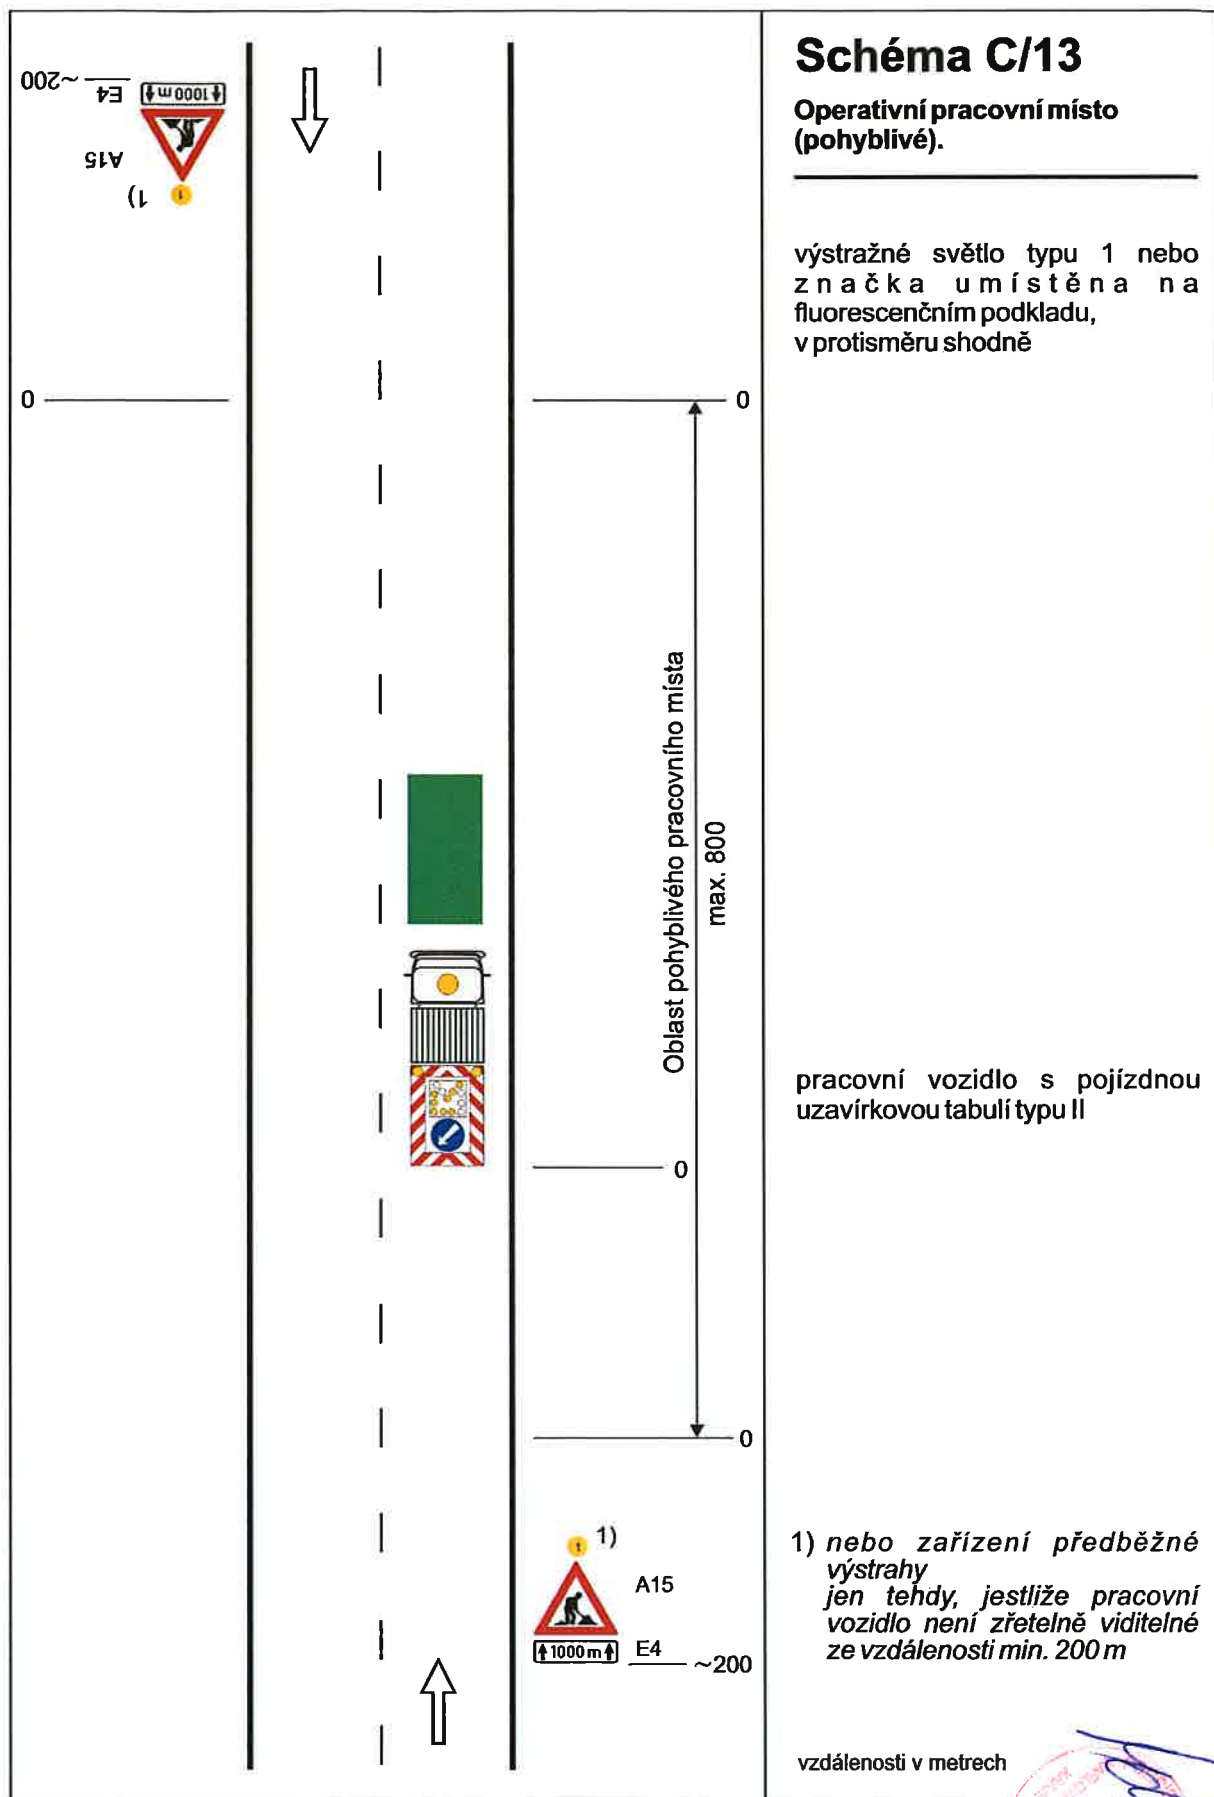 Schéma C/13
Operativní pracovní místo
(pohyblivé).
~200
E4
1000 m
A15
1)
1
výstražné světlo typu 1 nebo
značka umístěna na
fluorescenčním podkladu,
v protisměru shodně
0
0
Oblast pohyblivého pracovního místa
max. 800
pracovní vozidlo s pojízdnou
uzavírkovou tabulí typu II
0
0
1
1)
A15
1000 m
E4
~200
1) nebo zařízení předběžné
výstrahy
jen tehdy, jestliže pracovní
vozidlo není zřetelně viditelné
ze vzdálenosti min. 200 m
vzdálenosti v metrech